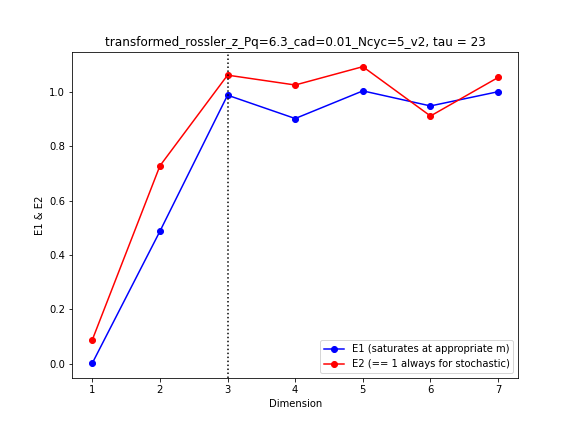 transformed_rossler_z_Pq=6.3_cad=0.01_Ncyc=5_v2, tau = 23
1.0
0.8
0.6
0.4
0.2
0.0
E1 & E2
E1 (saturates at appropriate m)
E2 (== 1 always for stochastic)
1 2 3 4 5 6 7
Dimension